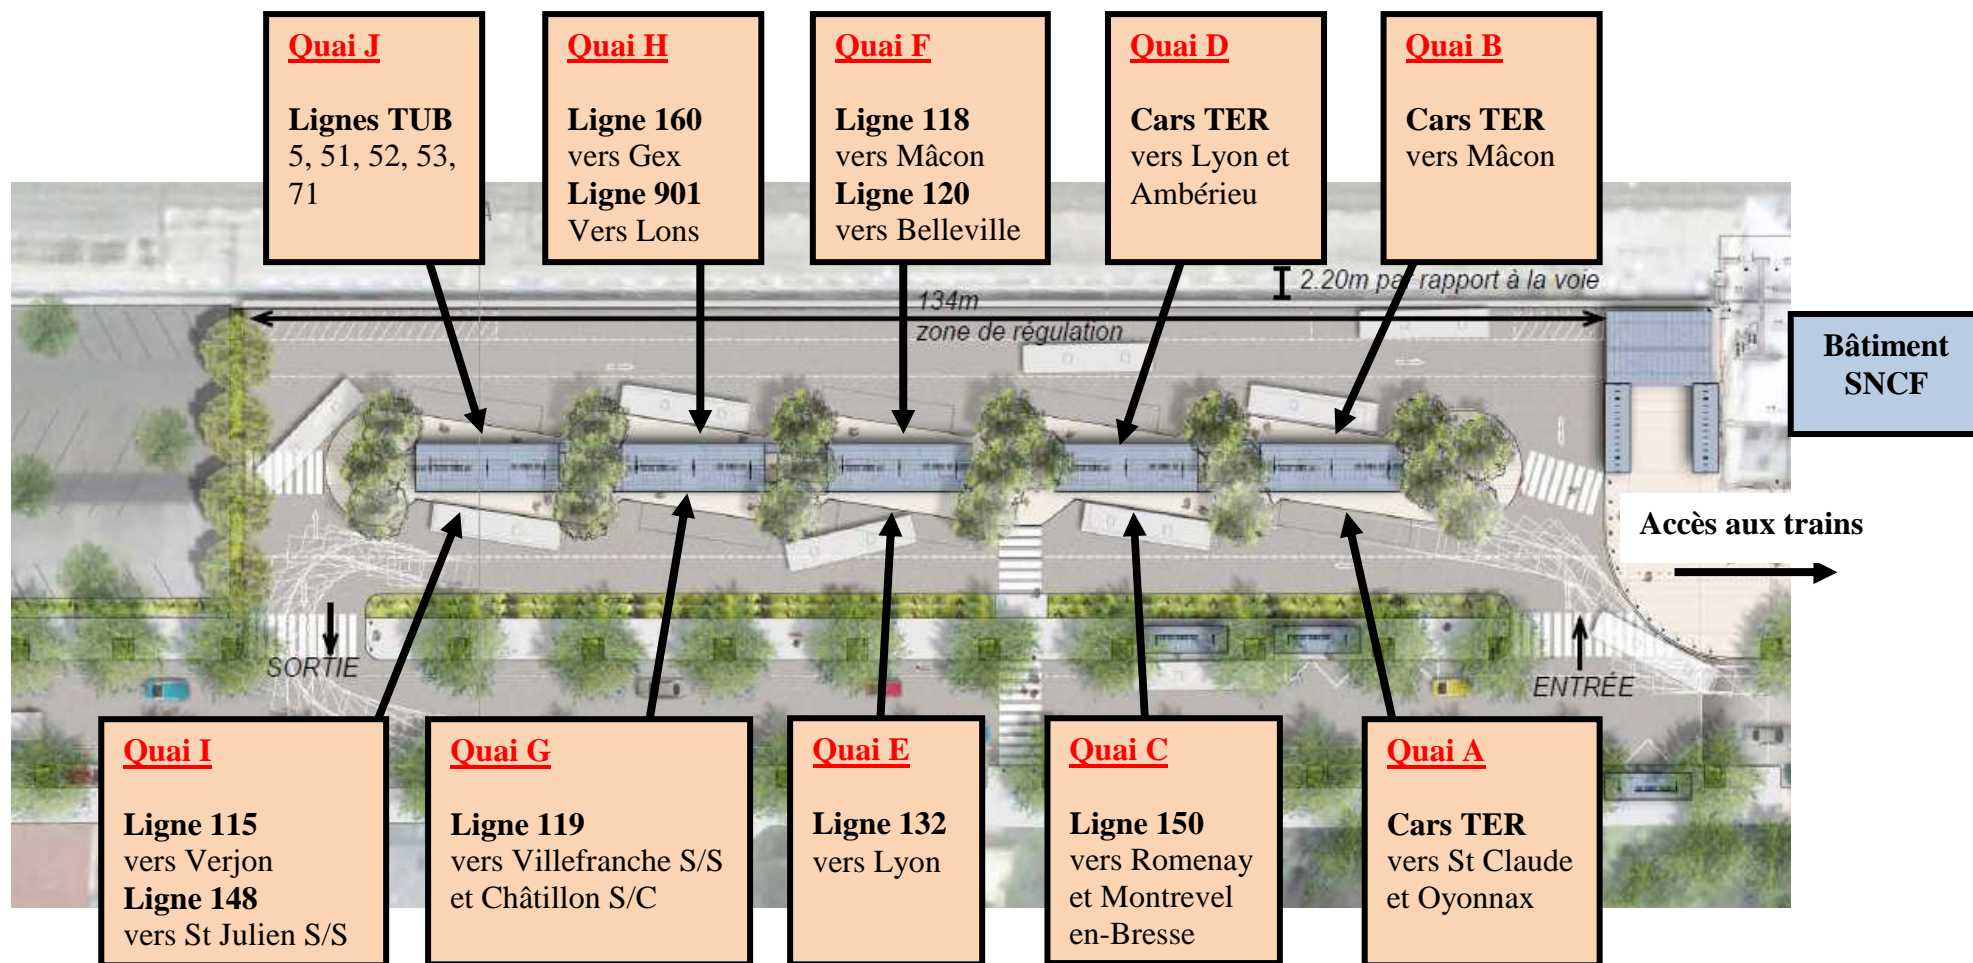 Quai J
Lignes TUB
5, 51, 52, 53,
71
Quai H
Ligne 160
vers Gex
Ligne 901
Vers Lons
Quai F
Ligne 118
vers Mâcon
Ligne 120
vers Belleville
Quai D
Cars TER
vers Lyon et
Ambérieu
Quai B
Cars TER
vers Mâcon
2.20m par rapport à la voie
134m
zone de régulation
Bâtiment
SNCF
Accès aux trains
SORTIE
ENTRÉE
Quai I
Ligne 115
vers Verjon
Ligne 148
vers St Julien S/S
Quai G
Ligne 119
vers Villefranche S/S
et Châtillon S/C
Quai E
Ligne 132
vers Lyon
Quai C
Ligne 150
vers Romenay
et Montrevel
en-Bresse
Quai A
Cars TER
vers St Claude
et Oyonnax